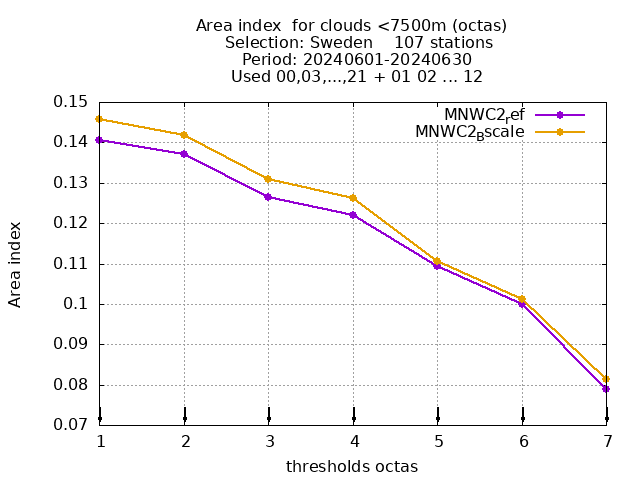 Area index  for clouds <7500m (octas)
Selection: Sweden    107 stations
Period: 20240601-20240630
Used 00,03,...,21 + 01 02 ... 12
MNWC2ref
MNWC2Bscale
0.15
0.14
0.13
0.12
0.11
0.1
0.09
0.08
0.07
Area index
1 2 3 4 5 6 7
thresholds octas